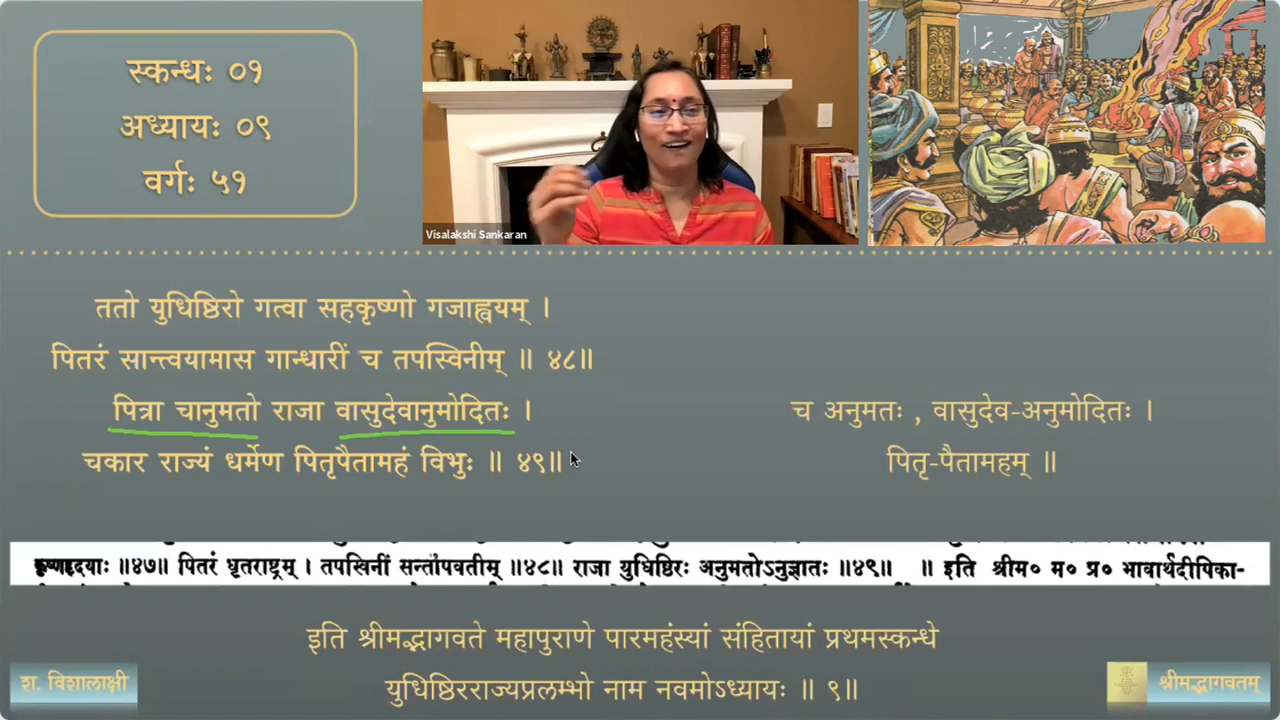 स्कन्धः ०१
अध्यायः ०९
वर्गः ५१
Visalakshi Sankaran
ततो युधिष्ठिरो गत्वा सहकृष्णो गजाह्वयम् ।
पितरं सान्त्वयामास गान्धारीं च तपस्विनीम् ॥ ४८॥
पित्रा चानुमतो राजा वासुदेवानुमोदितः ।
चकार राज्यं धर्मेण पितृपैतामहं विभुः ॥ ४९॥
च अनुमतः , वासुदेव-अनुमोदितः ।
पितृ-पैतामहम् ॥
कृष्णहृदयाः ॥४७॥ पितरं धृतराष्ट्रम् । तपस्विनीं सन्तापवतीम् ॥४८॥ राजा युधिष्ठिरः अनुमतोऽनुज्ञातः ॥४९॥ ॥ इति श्रीम० म० प्र० भावार्थदीपिका-
इति श्रीमद्भागवते महापुराणे पारमहंस्यां संहितायां प्रथमस्कन्धे
युधिष्ठिरराज्यप्रलम्भो नाम नवमोऽध्यायः ॥ ९॥
श. विशालाक्षी
श्रीमद्भागवतम्